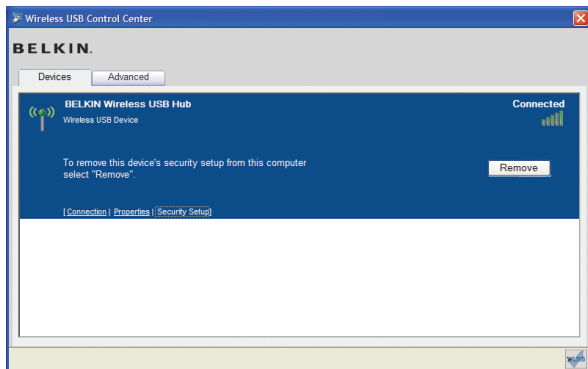 Wireless USB Control Center
BELKIN.
Devices
Advanced
BELKIN Wireless USB Hub
Connected
Wireless USB Device
To remove this device's security setup from this computer
select "Remove".
Remove
[ Connection | Properties | Security Setup]
WUSB